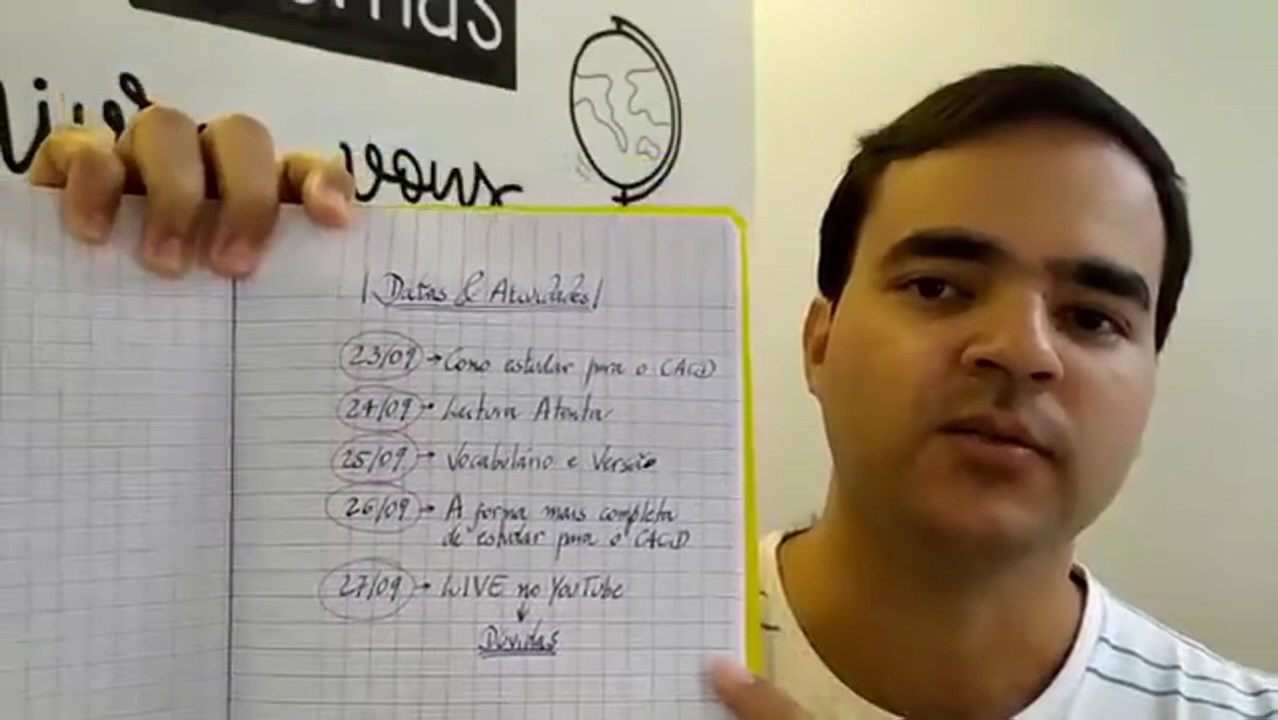 vous
| Datas & Atividades |
23/09 → Como estudar para o CACD
24/09 → Leitura Atenta
25/09 → Vocabulário e Versão
26/09 → A forma mais completa
de estudar para o CACD
27/09 → LIVE no YouTube
↓
Dúvidas